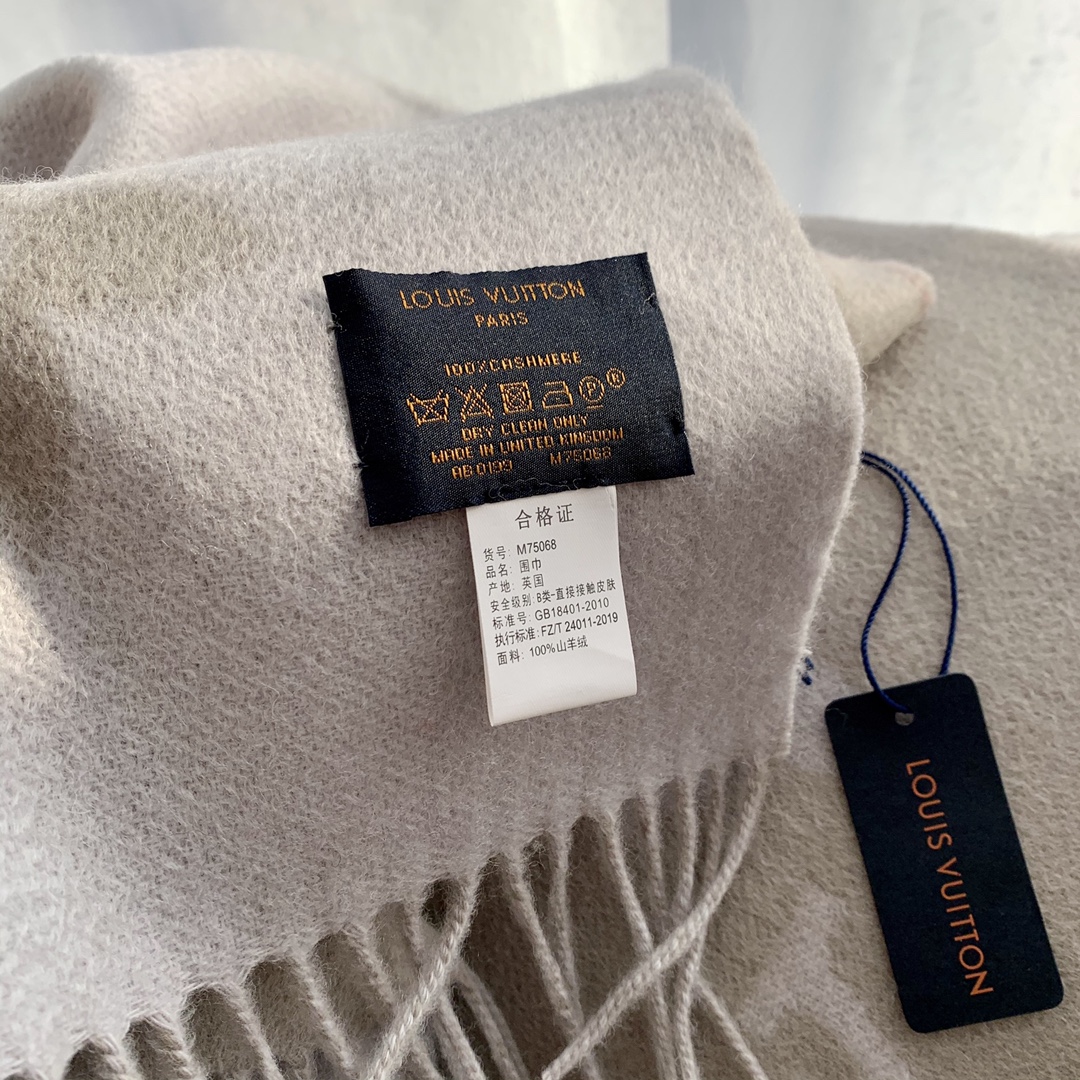 LOUIS VUITTON
PARIS
100%CASHMERE
P ®
DRY CLEAN ONLY
MADE IN UNITED KINGDOM
AB0199 M75068
合格证
货号: M75068
品名: 围巾
产地: 英国
安全级别: B类-直接接触皮肤
标准号: GB18401-2010
执行标准: FZ/T 24011-2019
面料: 100%山羊绒
LOUIS VUITTON